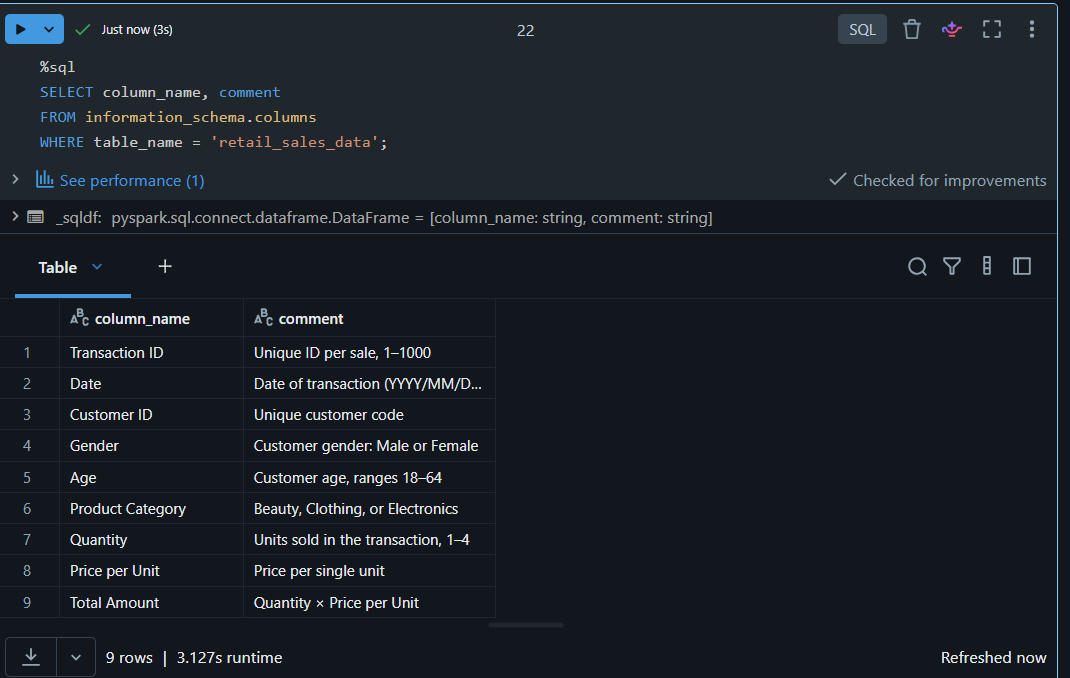 Just now (3s)
22
SQL
%sql
SELECT column_name, comment
FROM information_schema.columns
WHERE table_name = 'retail_sales_data';
See performance (1)
Checked for improvements
_sqldf: pyspark.sql.connect.dataframe.DataFrame = [column_name: string, comment: string]
Table
+
column_name comment
1 Transaction ID Unique ID per sale, 1–1000
2 Date Date of transaction (YYYY/MM/D...
3 Customer ID Unique customer code
4 Gender Customer gender: Male or Female
5 Age Customer age, ranges 18–64
6 Product Category Beauty, Clothing, or Electronics
7 Quantity Units sold in the transaction, 1–4
8 Price per Unit Price per single unit
9 Total Amount Quantity × Price per Unit
9 rows | 3.127s runtime
Refreshed now